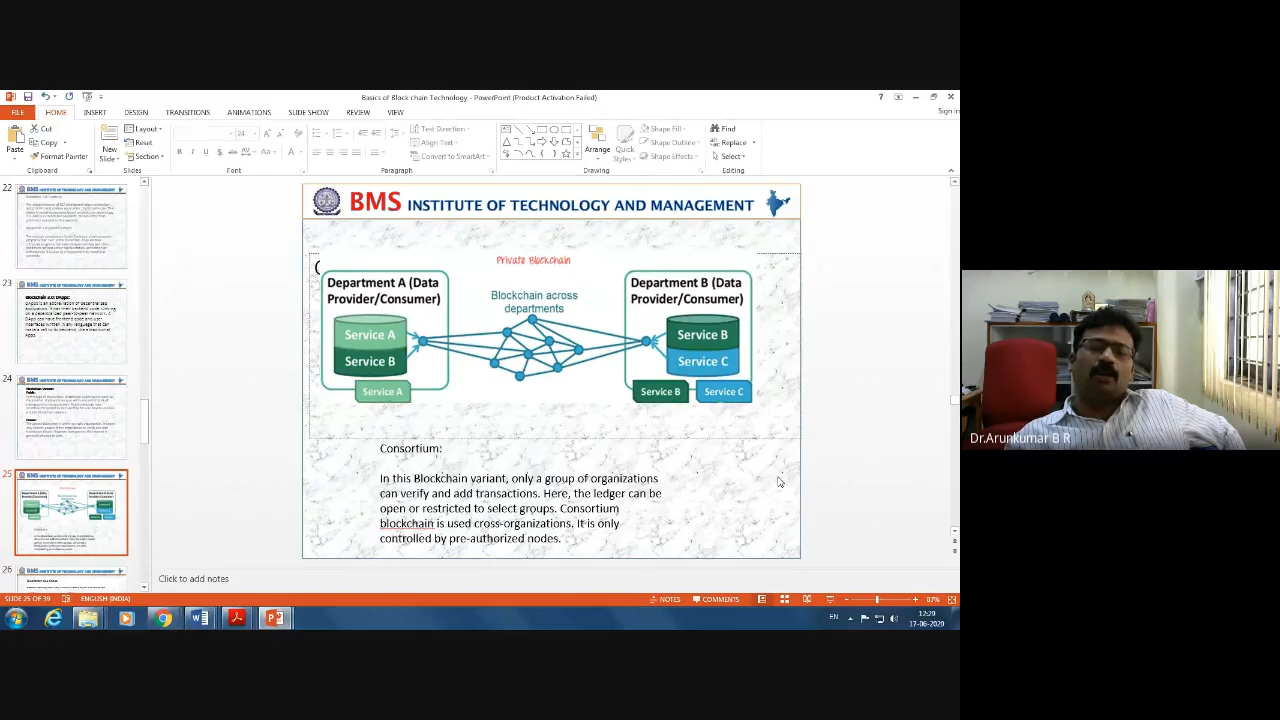 Basics of Block chain Technology - PowerPoint (Product Activation Failed)
FILE HOME INSERT DESIGN TRANSITIONS ANIMATIONS SLIDE SHOW REVIEW VIEW
Sign in
Paste
Cut
Copy
Format Painter
Clipboard
New
Slide
Layout
Reset
Section
Slides
24
Font
Text Direction
Align Text
Convert to SmartArt
Paragraph
Arrange
Quick
Styles
Shape Fill
Shape Outline
Shape Effects
Drawing
Find
Replace
Select
Editing
22
23
24
25
26
BMS INSTITUTE OF TECHNOLOGY AND MANAGEMENT
Private Blockchain
Department A (Data
Provider/Consumer)
Service A
Service B
Service A
Blockchain across
departments
Department B (Data
Provider/Consumer)
Service B
Service C
Service B
Service C
Consortium:
In this Blockchain variant, only a group of organizations
can verify and add transactions. Here, the ledger can be
open or restricted to select groups. Consortium
blockchain is used cross-organizations. It is only
controlled by pre-authorized nodes.
Click to add notes
SLIDE 25 OF 39 ENGLISH (INDIA)
NOTES COMMENTS
87%
EN
12:29
17-06-2020
Dr.Arunkumar B R